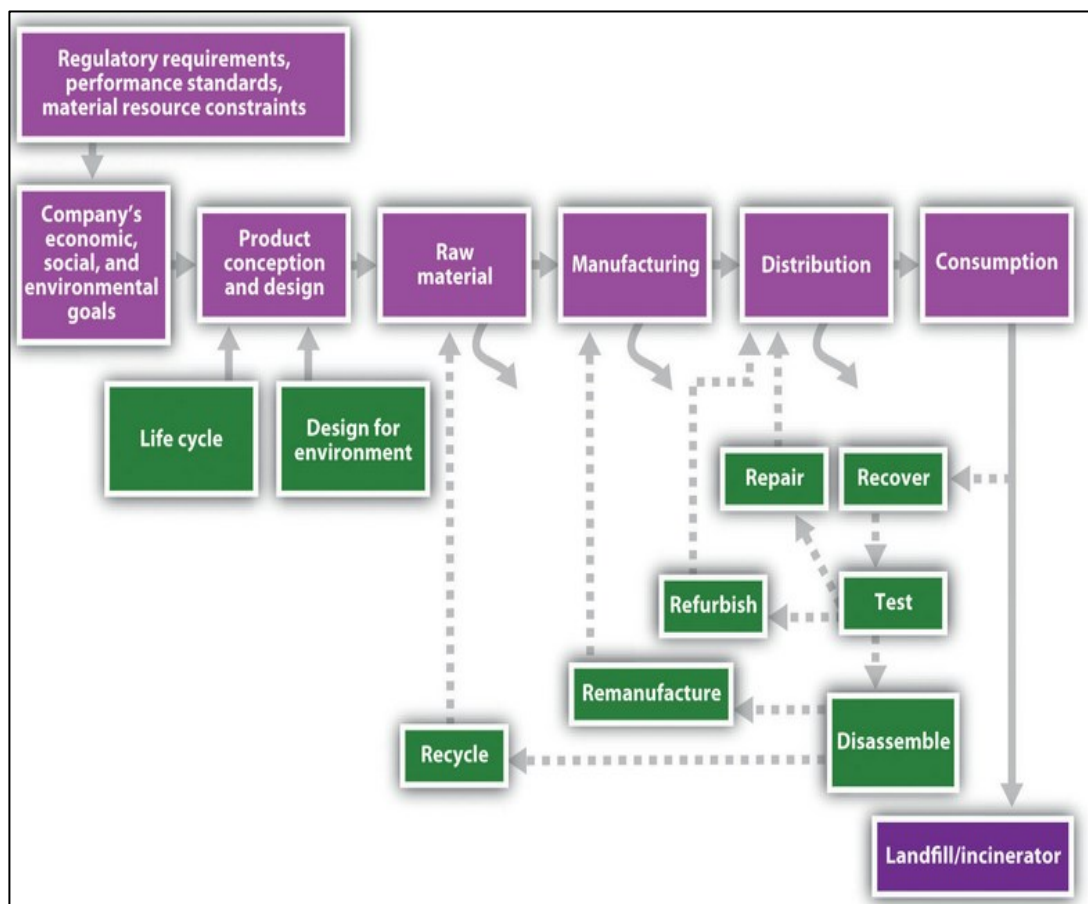 Regulatory requirements,
performance standards,
material resource constraints
Company's
economic,
social, and
environmental
goals
Product
conception
and design
Raw
material
Manufacturing
Distribution
Consumption
Life cycle
Design for
environment
Repair
Recover
Refurbish
Test
Remanufacture
Disassemble
Recycle
Landfill/incinerator